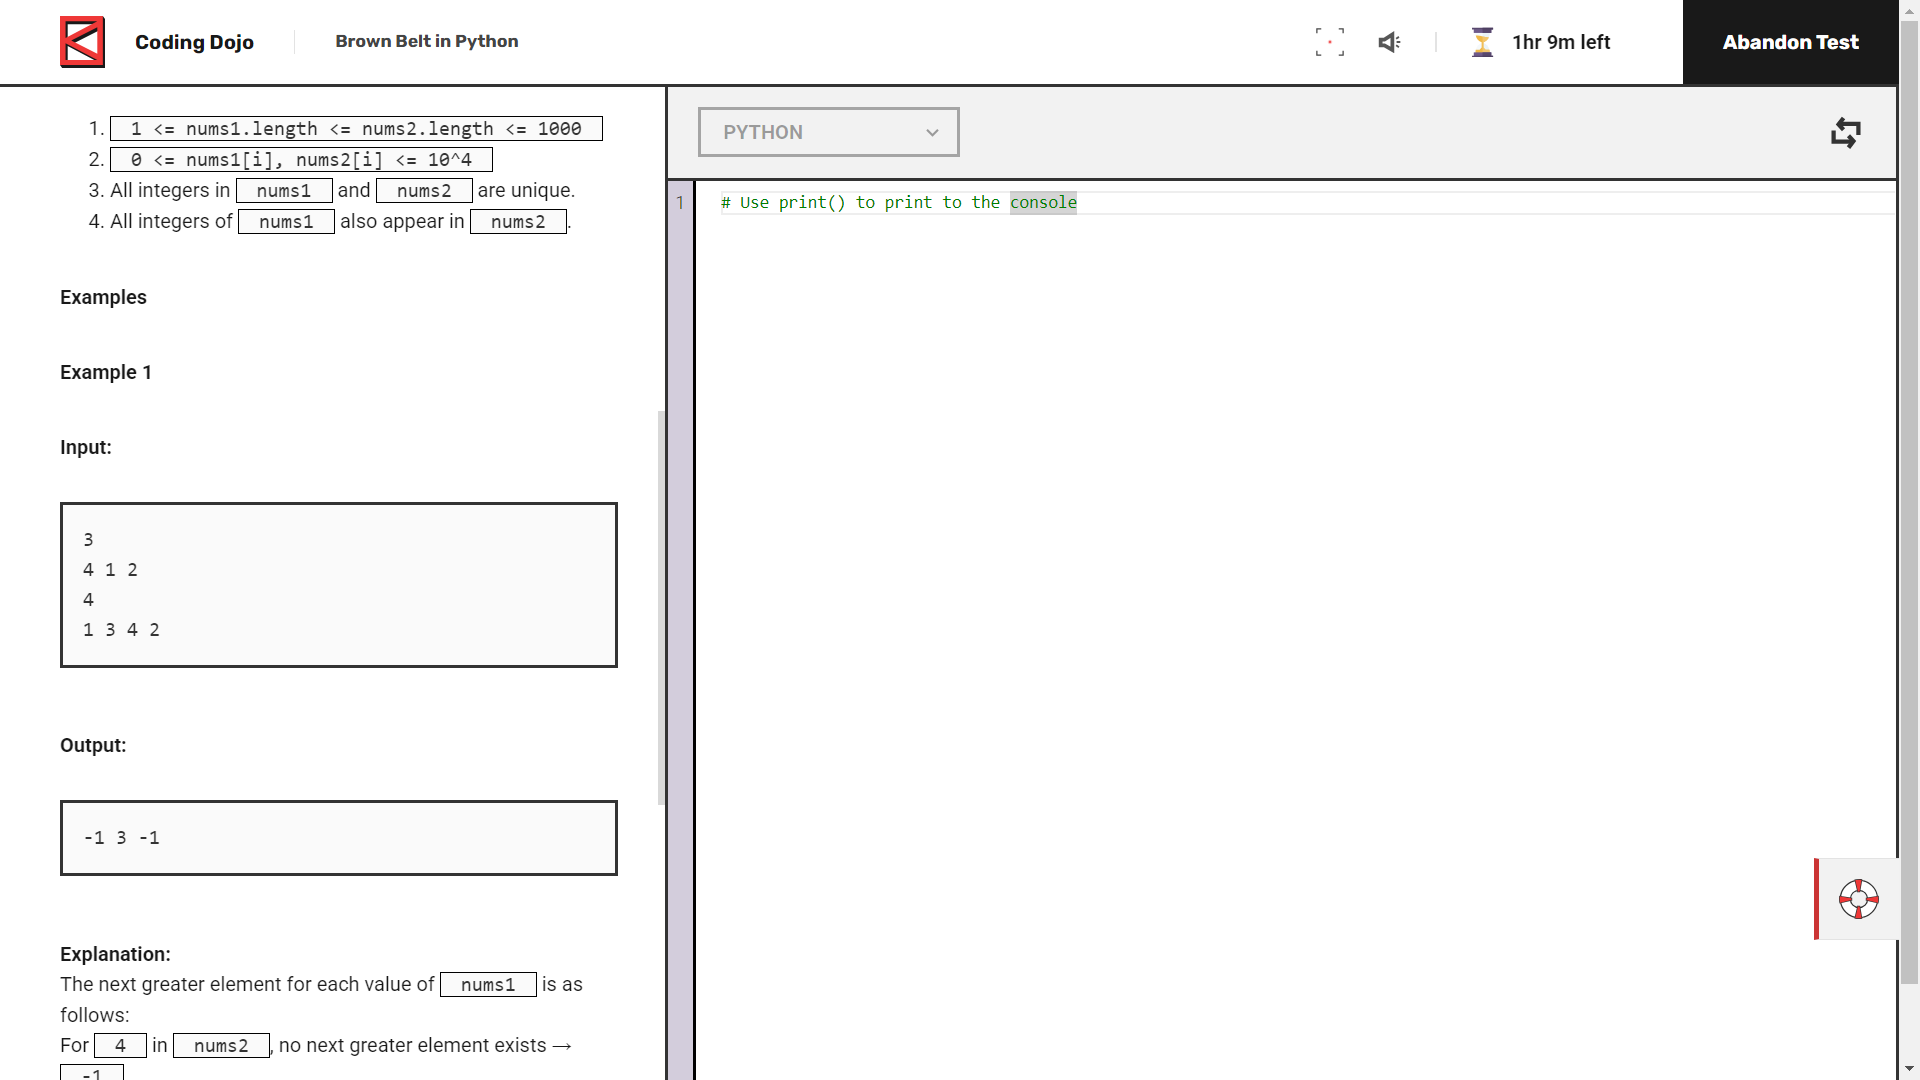 Coding Dojo
Brown Belt in Python
1hr 9m left
Abandon Test
1. 1 <= nums1.length <= nums2.length <= 1000
2. 0 <= nums1[i], nums2[i] <= 10^4
3. All integers in nums1 and nums2 are unique.
4. All integers of nums1 also appear in nums2.
Examples
Example 1
Input:
3
4 1 2
4
1 3 4 2
Output:
-1 3 -1
Explanation:
The next greater element for each value of nums1 is as
follows:
For 4 in nums2, no next greater element exists →
-1
PYTHON
1 # Use print() to print to the console